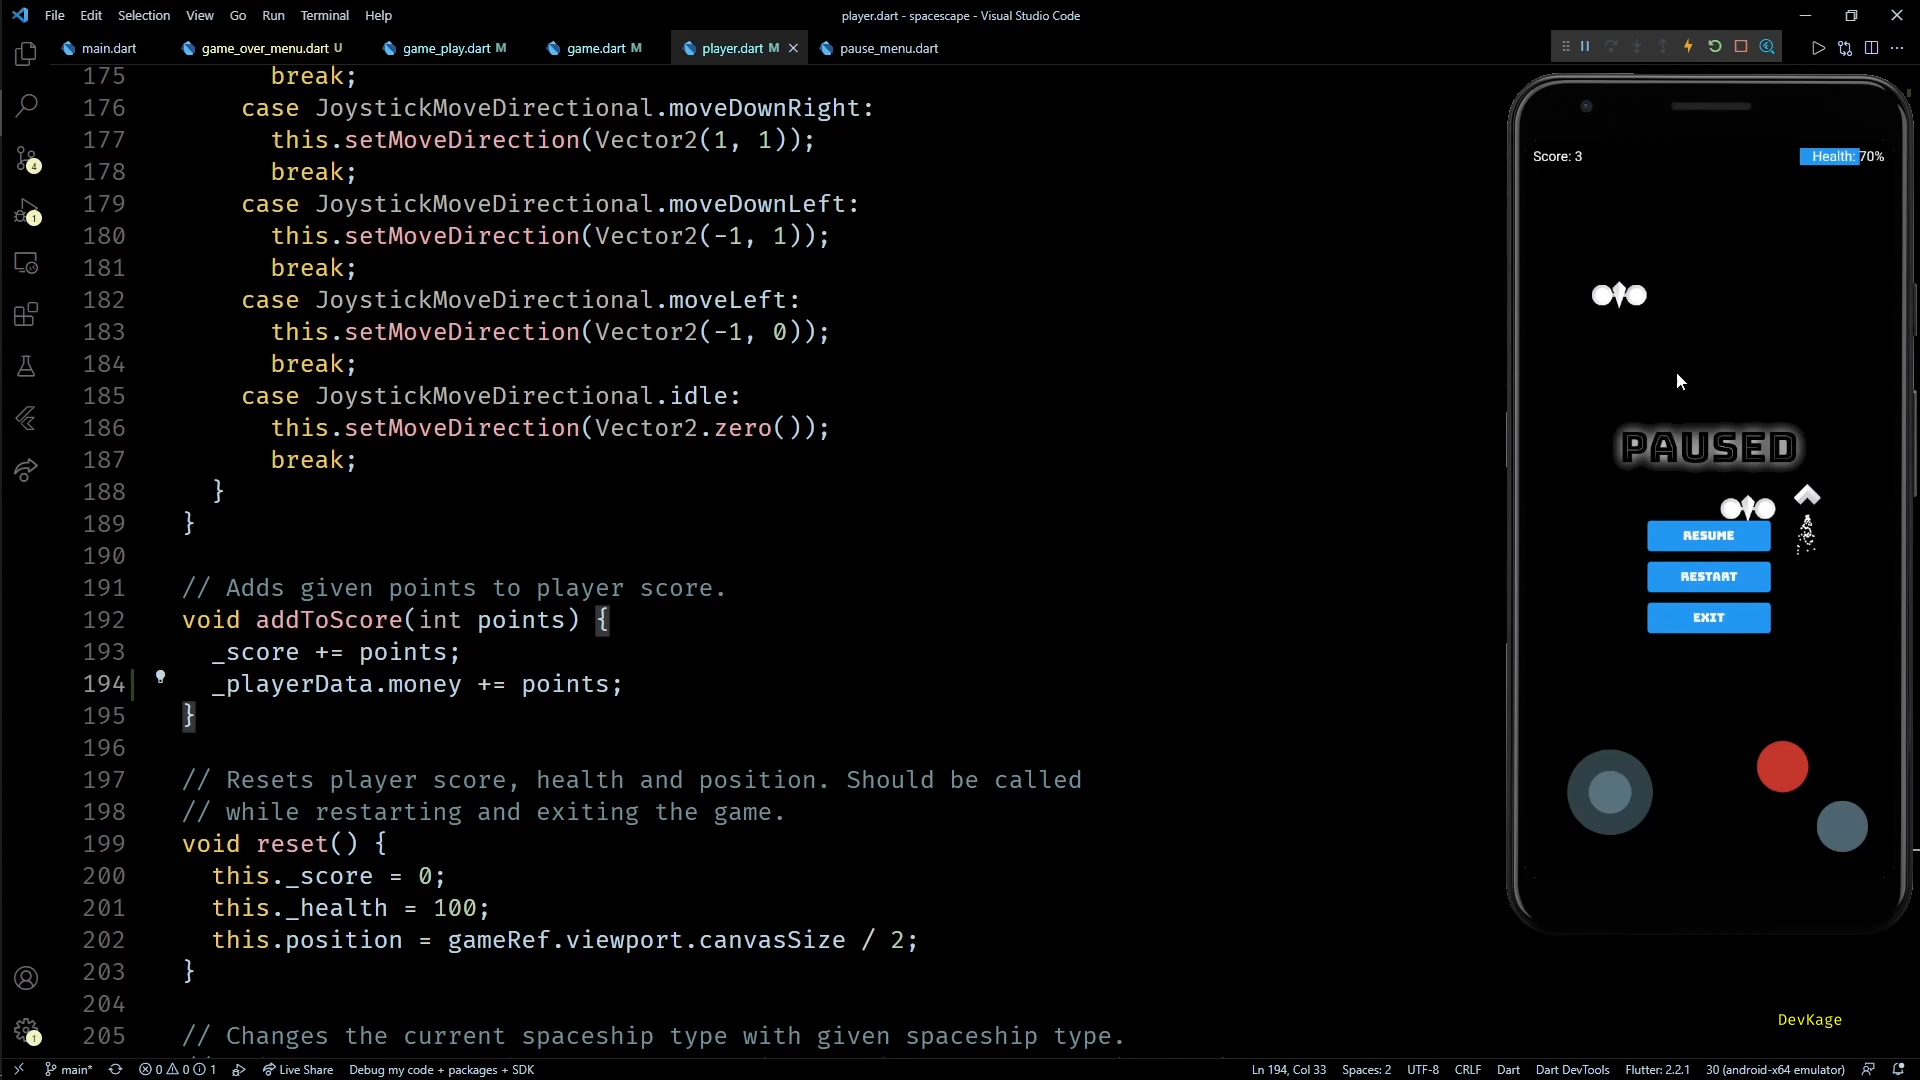 File Edit Selection View Go Run Terminal Help
player.dart - spacescape - Visual Studio Code
main.dart
game_over_menu.dart U
game_play.dart M
game.dart M
player.dart M
pause_menu.dart
175 break;
176 case JoystickMoveDirectional.moveDownRight:
177 this.setMoveDirection(Vector2(1, 1));
178 break;
179 case JoystickMoveDirectional.moveDownLeft:
180 this.setMoveDirection(Vector2(-1, 1));
181 break;
182 case JoystickMoveDirectional.moveLeft:
183 this.setMoveDirection(Vector2(-1, 0));
184 break;
185 case JoystickMoveDirectional.idle:
186 this.setMoveDirection(Vector2.zero());
187 break;
188 }
189 }
190
191 // Adds given points to player score.
192 void addToScore(int points) {
193 _score += points;
194 _playerData.money += points;
195 }
196
197 // Resets player score, health and position. Should be called
198 // while restarting and exiting the game.
199 void reset() {
200 this._score = 0;
201 this._health = 100;
202 this.position = gameRef.viewport.canvasSize / 2;
203 }
204
205 // Changes the current spaceship type with given spaceship type.
4
1
1
Score: 3
Health: 70%
PAUSED
RESUME
RESTART
EXIT
DevKage
main* 0 0 1 Live Share Debug my code + packages + SDK
Ln 194, Col 33 Spaces: 2 UTF-8 CRLF Dart Dart DevTools Flutter: 2.2.1 30 (android-x64 emulator)